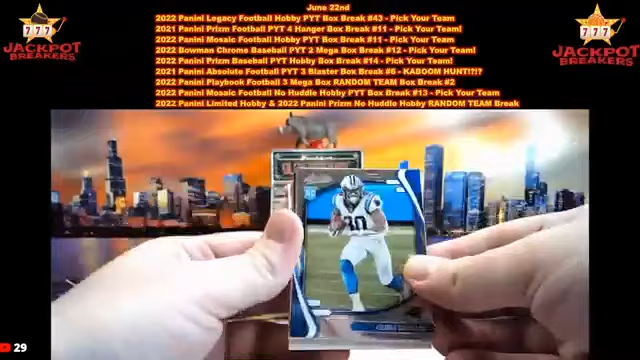 June 22nd
2022 Panini Legacy Football Hobby PYT Box Break #43 - Pick Your Team
2021 Panini Prizm Football PYT 4 Hanger Box Break #11 - Pick Your Team!
2022 Panini Mosaic Football Hobby PYT Box Break #11 - Pick Your Team
2022 Bowman Chrome Baseball PYT 2 Mega Box Break #12 - Pick Your Team!
2022 Panini Prizm Baseball PYT Hobby Box Break #14 - Pick Your Team!
2021 Panini Absolute Football PYT 3 Blaster Box Break #6 - KABOOM HUNT!?!?
2022 Panini Playbook Football 3 Mega Box RANDOM TEAM Box Break #2
2022 Panini Mosaic Football No Huddle Hobby PYT Box Break #13 - Pick Your Team
2022 Panini Limited Hobby & 2022 Panini Prizm No Huddle Hobby RANDOM TEAM Break
777
JACKPOT
BREAKERS
777
JACKPOT
BREAKERS
30
29